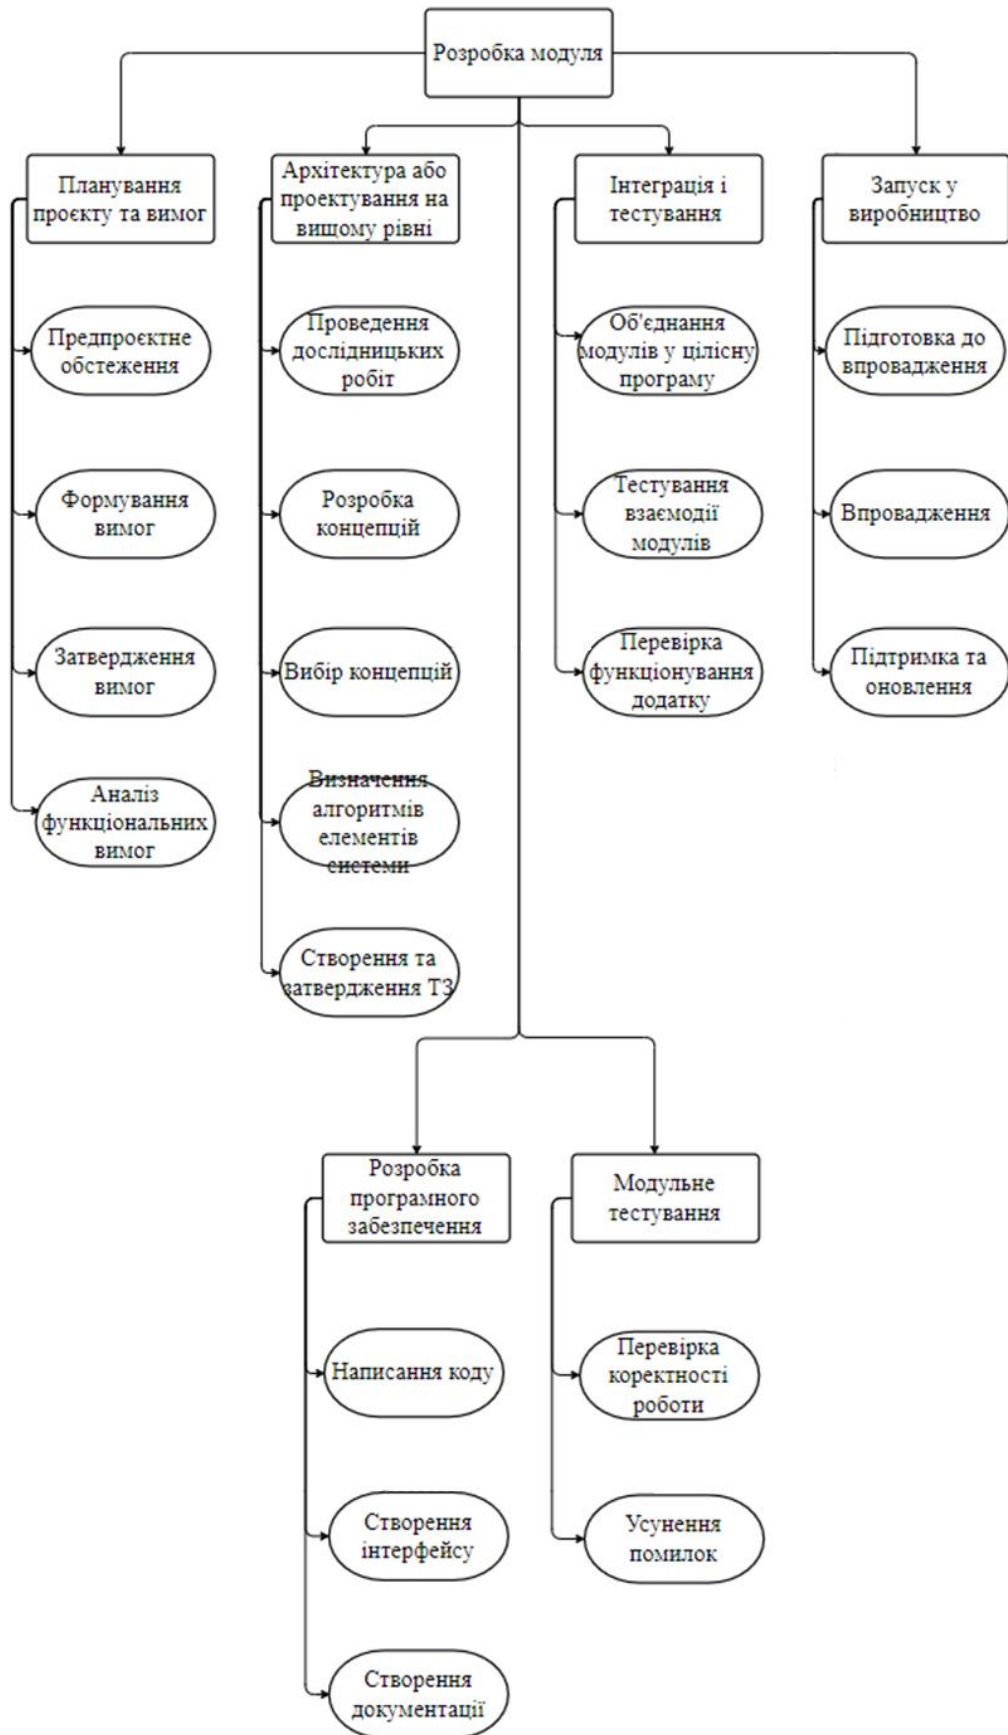 Розробка модуля
Планування
проєкту та вимог
Архітектура або
проектування на
вищому рівні
Інтеграція і
тестування
Запуск у
виробництво
Предпроєктне
обстеження
Проведення
дослідницьких
робіт
Об'єднання
модулів у цілісну
програму
Підготовка до
впровадження
Формування
вимог
Розробка
концепцій
Тестування
взаємодії
модулів
Впровадження
Затвердження
вимог
Вибір концепцій
Перевірка
функціонування
додатку
Підтримка та
оновлення
Аналіз
функціональних
вимог
Визначення
алгоритмів
елементів
системи
Створення та
затвердження ТЗ
Розробка
програмного
забезпечення
Модульне
тестування
Написання коду
Перевірка
коректності
роботи
Створення
інтерфейсу
Усунення
помилок
Створення
документації